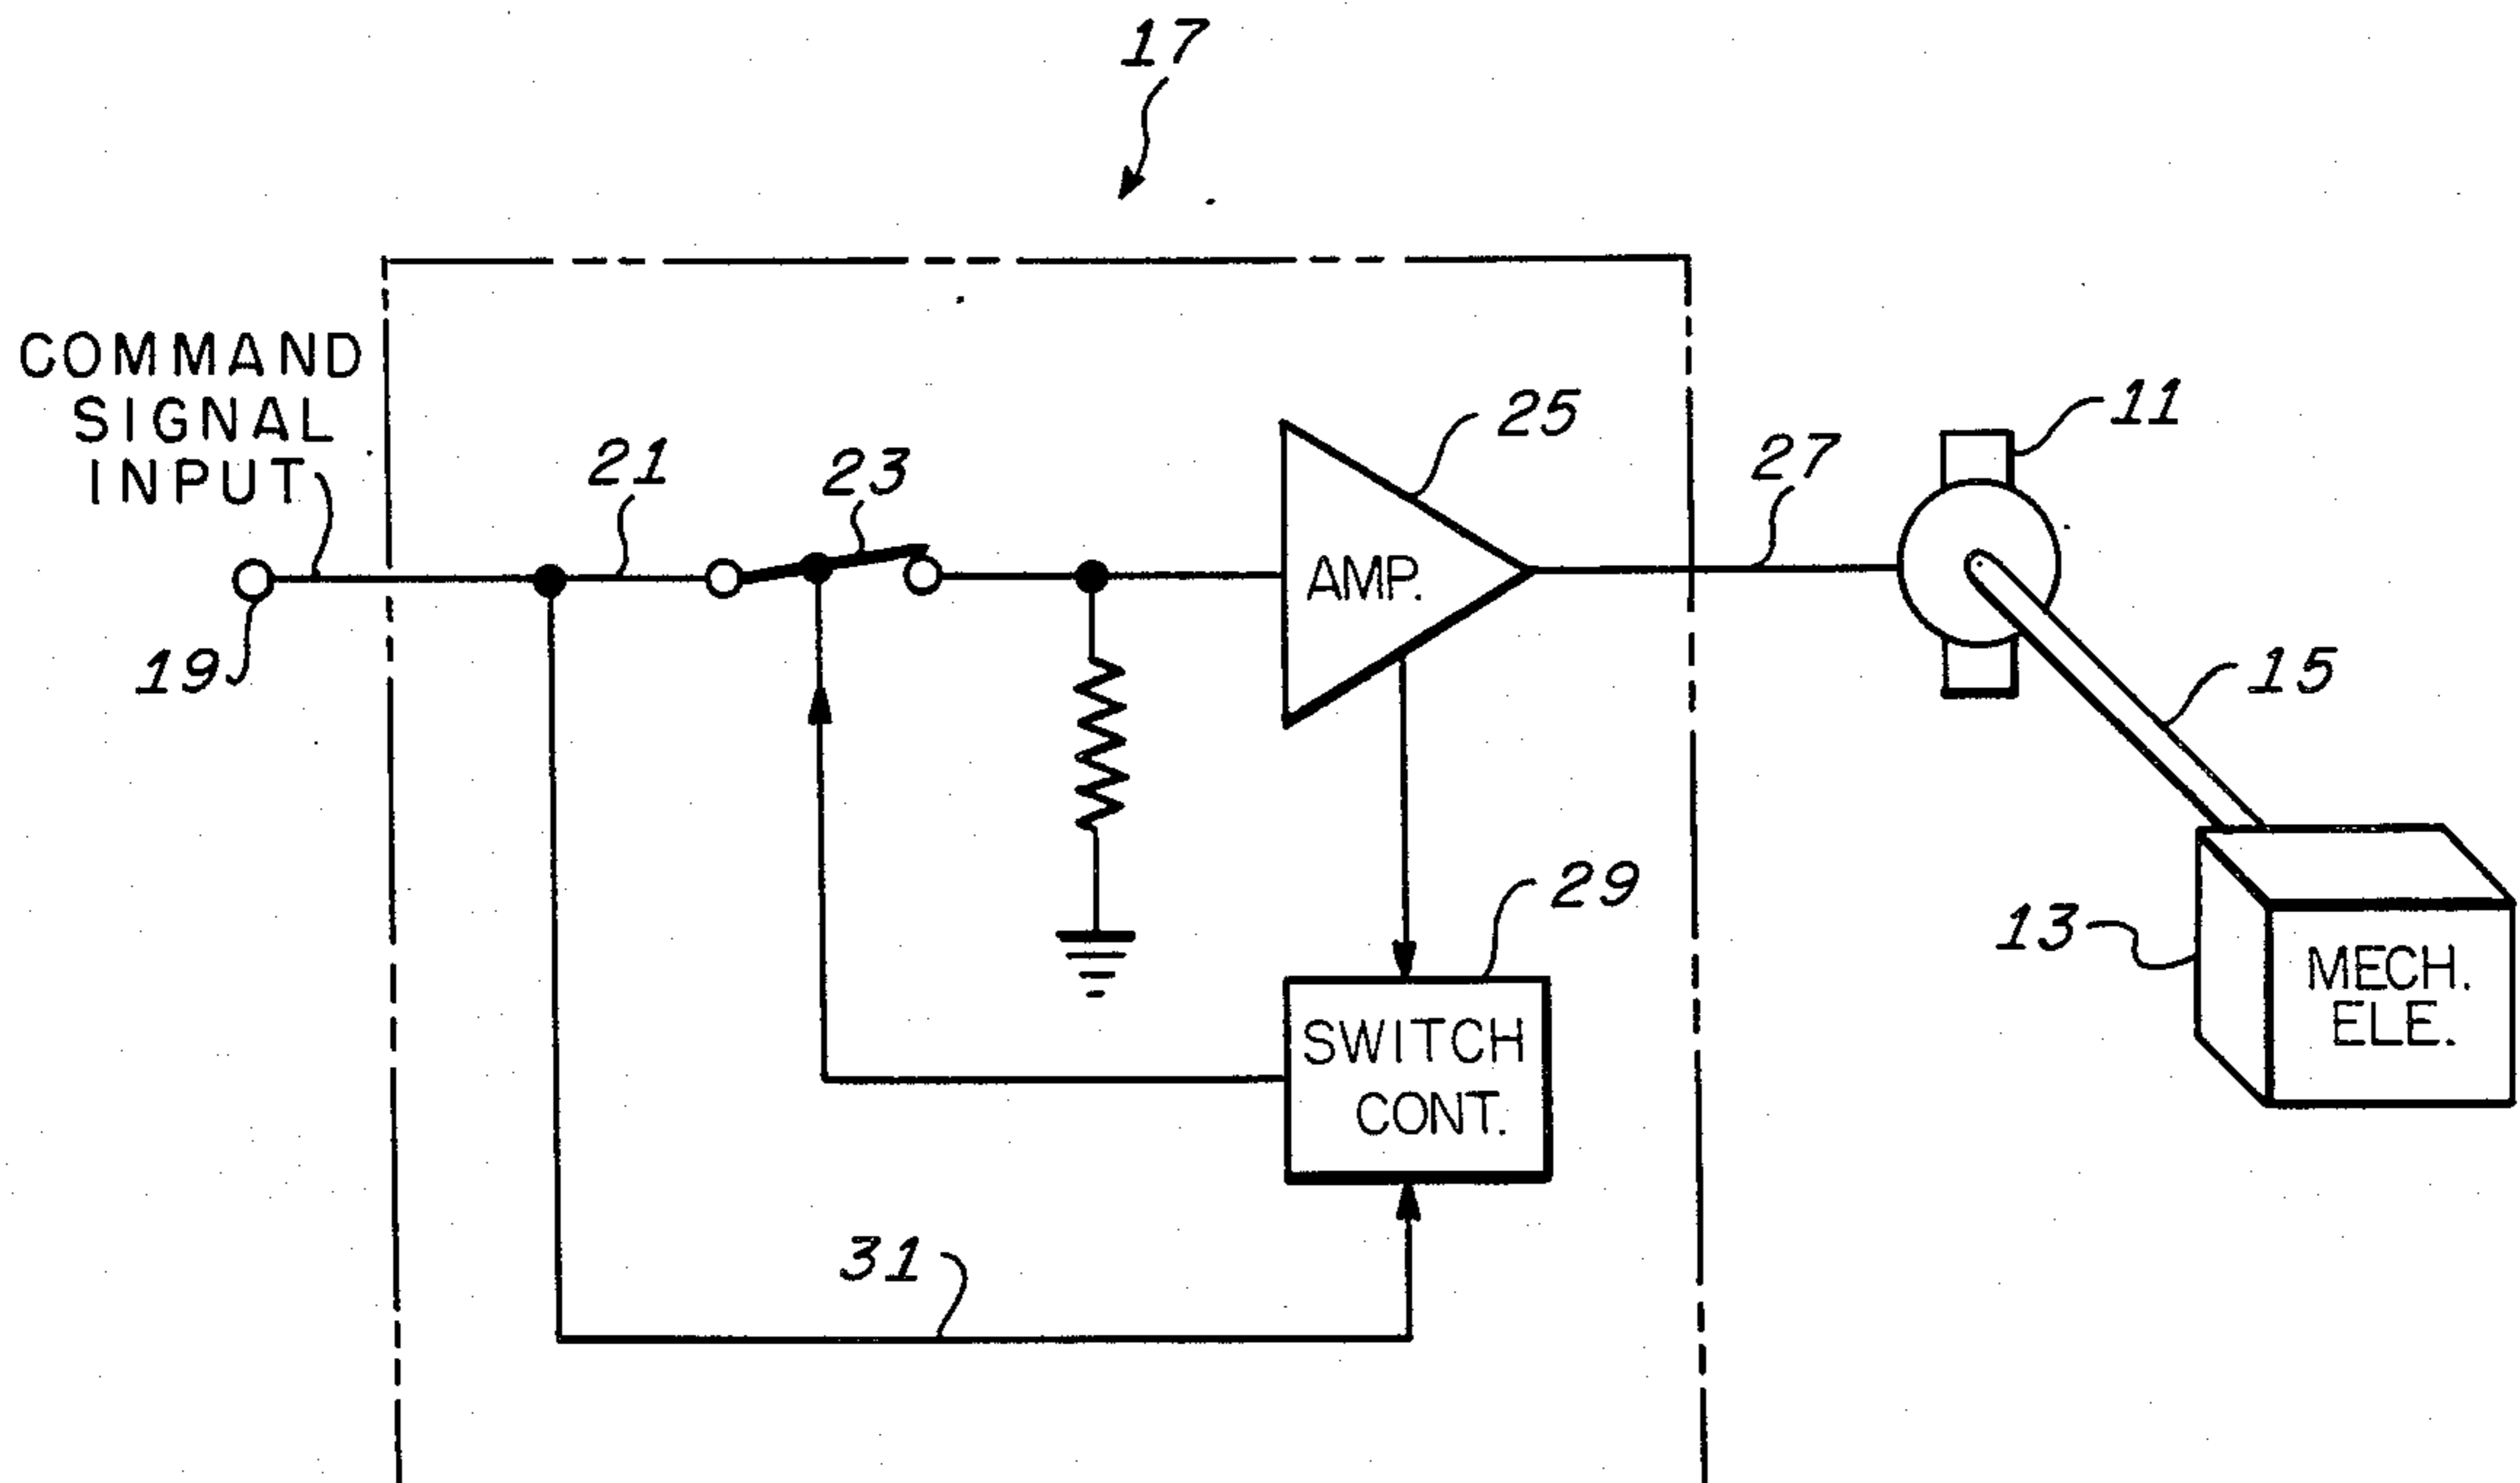 17
COMMAND
SIGNAL
INPUT
21
23
25
27
11
AMP.
19
15
29
13
MECH.
ELE.
SWITCH
CONT.
31